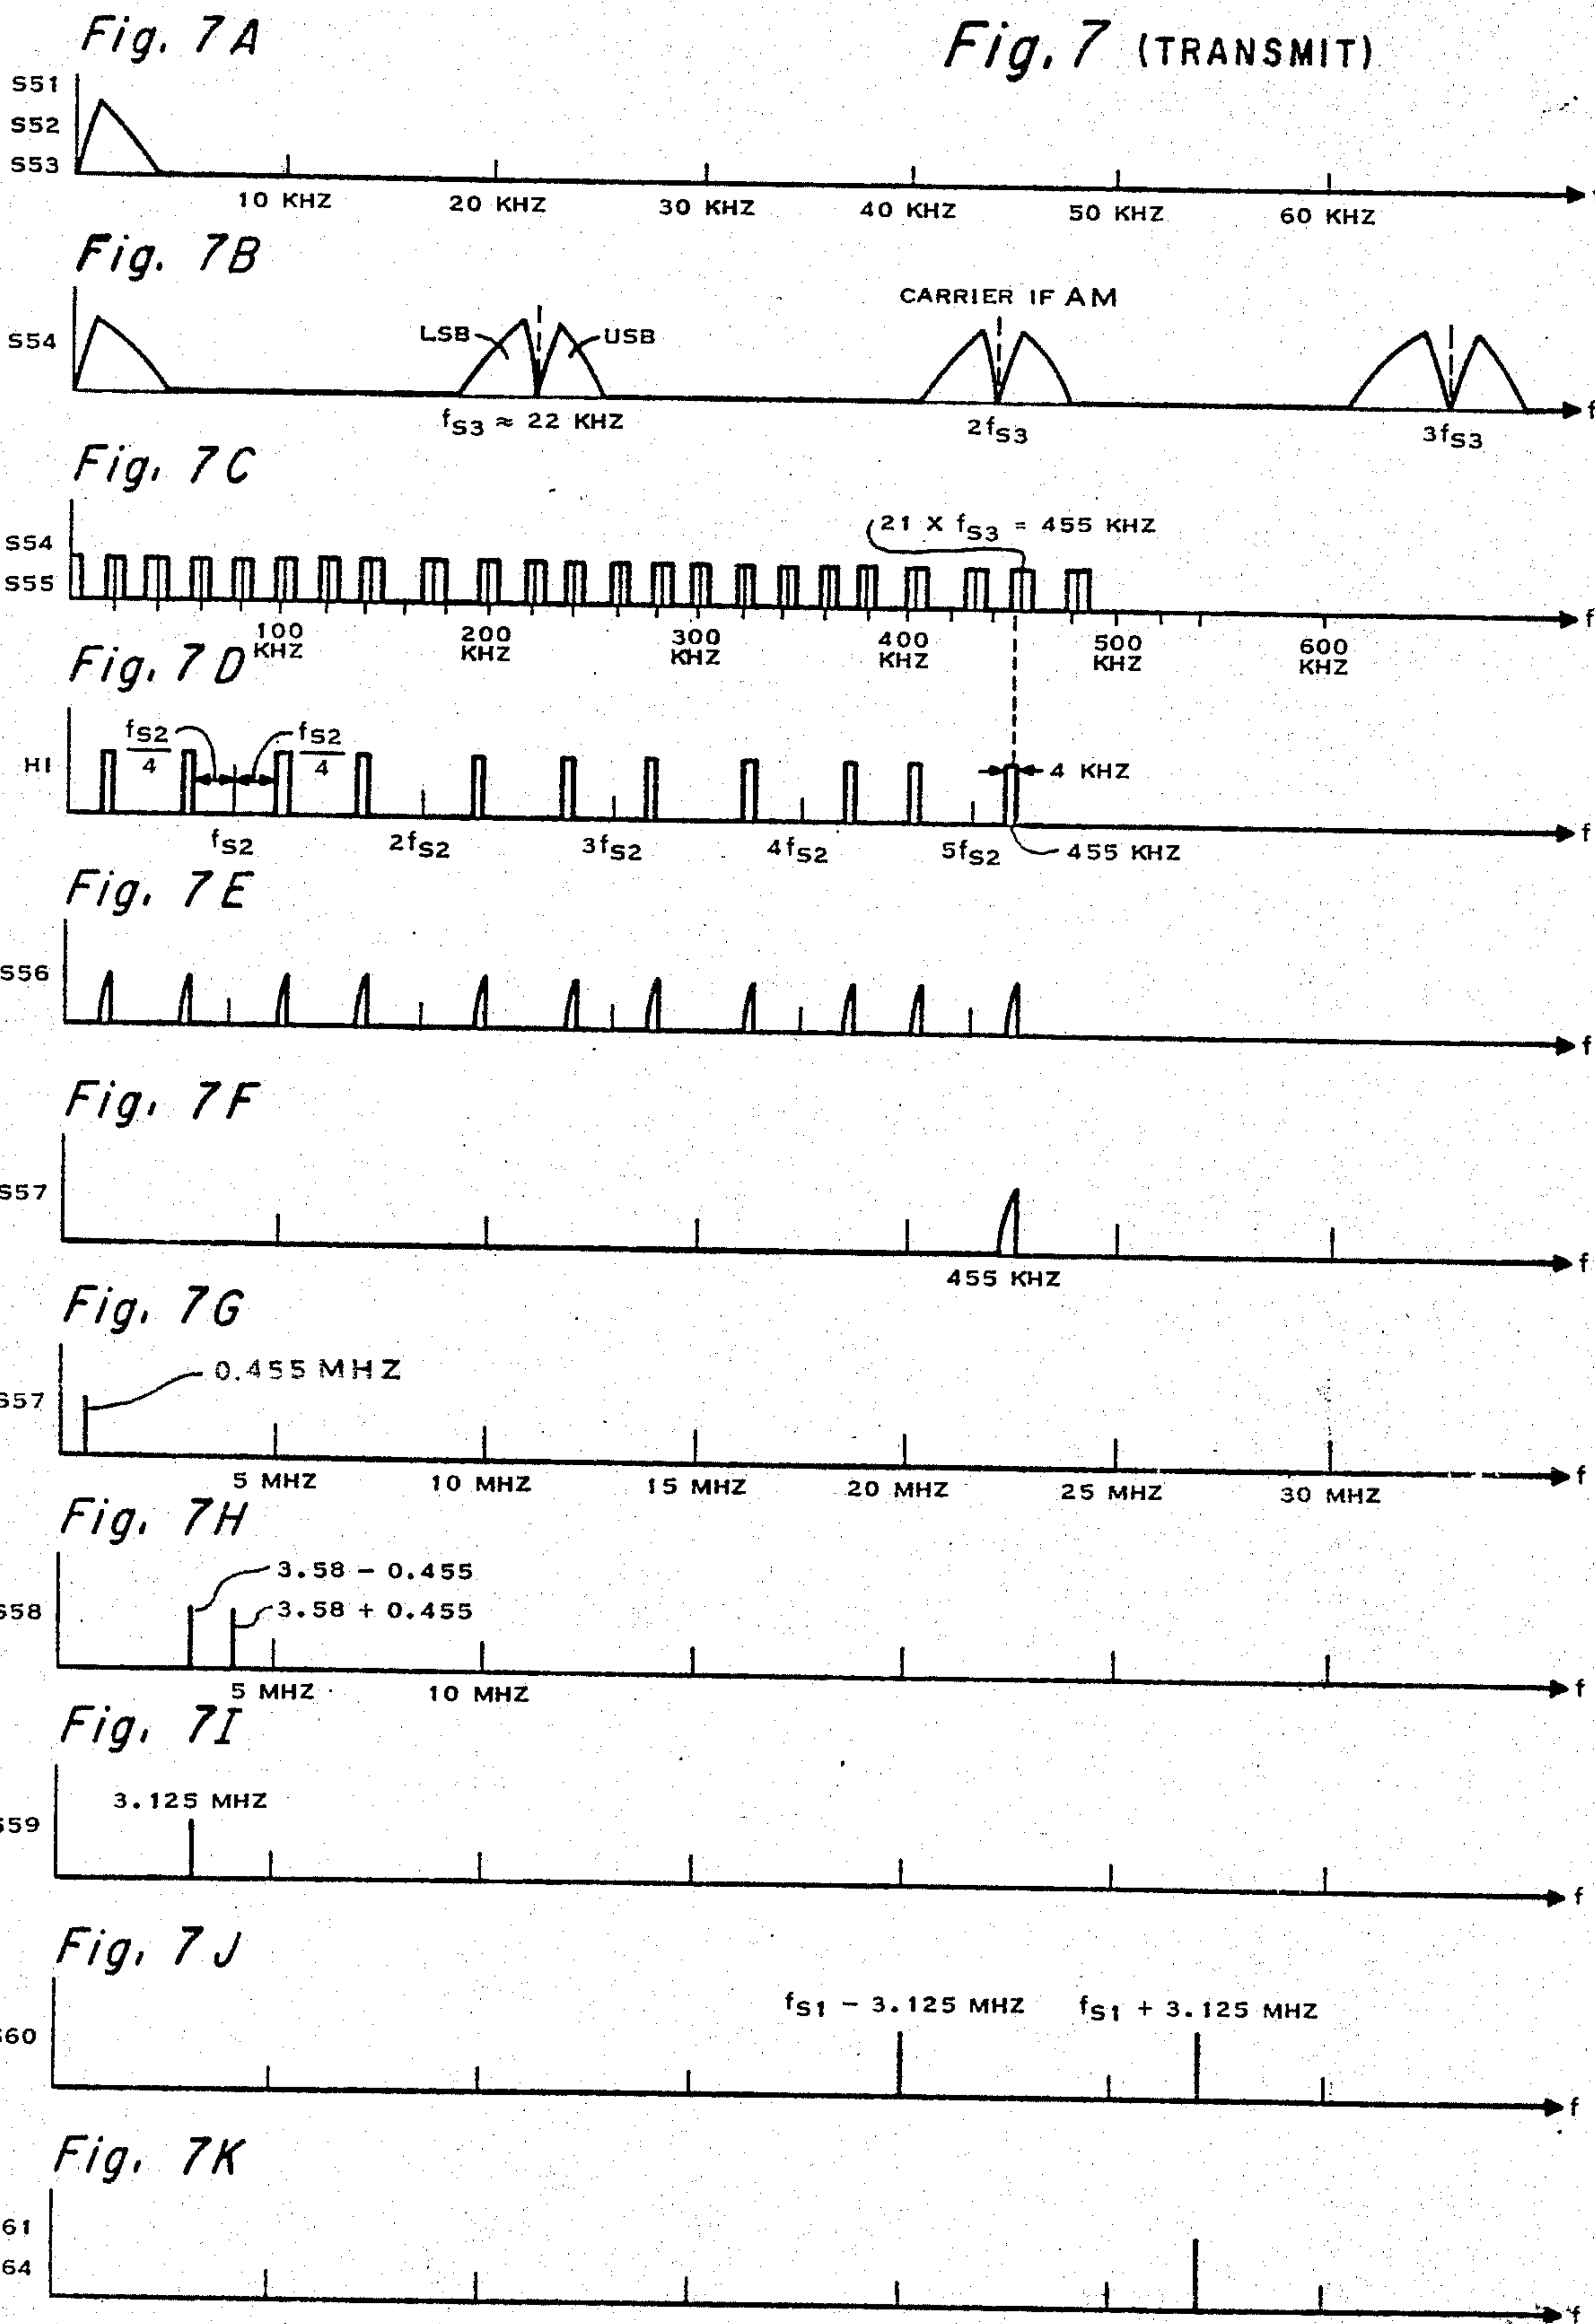 Fig. 7 (TRANSMIT)
Fig. 7A
S51
S52
S53
10 KHZ 20 KHZ 30 KHZ 40 KHZ 50 KHZ 60 KHZ
Fig. 7B
S54
LSB USB
CARRIER IF AM
fS3 ≈ 22 KHZ 2fS3 3fS3 f
Fig. 7C
S54
S55
21 X fS3 = 455 KHZ
100 KHZ 200 KHZ 300 KHZ 400 KHZ 500 KHZ 600 KHZ f
Fig. 7D
HI
fS2/4 fS2/4
4 KHZ
fS2 2fS2 3fS2 4fS2 5fS2 455 KHZ f
Fig. 7E
S56
f
Fig. 7F
S57
455 KHZ f
Fig. 7G
S57
0.455 MHZ
5 MHZ 10 MHZ 15 MHZ 20 MHZ 25 MHZ 30 MHZ f
Fig. 7H
S58
3.58 - 0.455
3.58 + 0.455
5 MHZ 10 MHZ f
Fig. 7I
S59
3.125 MHZ
f
Fig. 7J
S60
fS1 - 3.125 MHZ fS1 + 3.125 MHZ
f
Fig. 7K
61
64
f